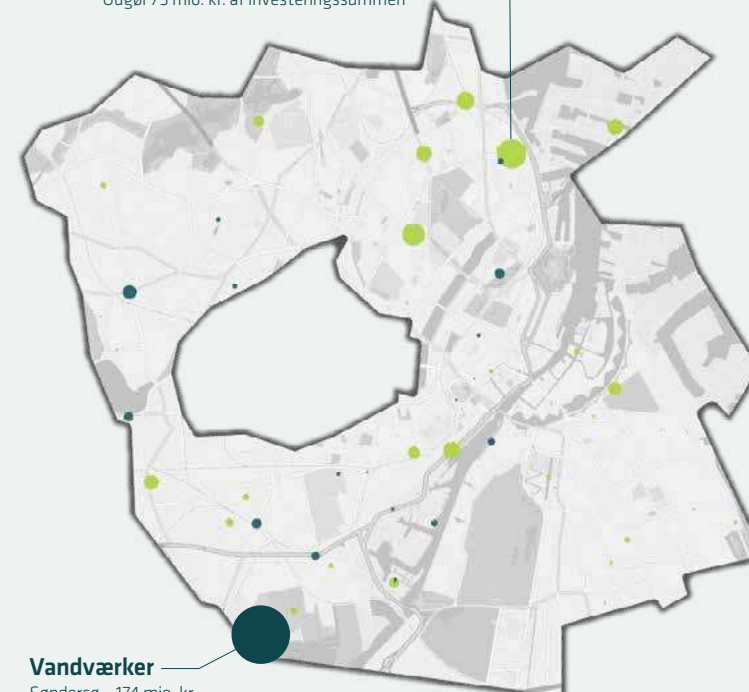 Udgør 75 mio. kr. af investeringssummen
Vandværker
Søndersø - 174 mio. kr.